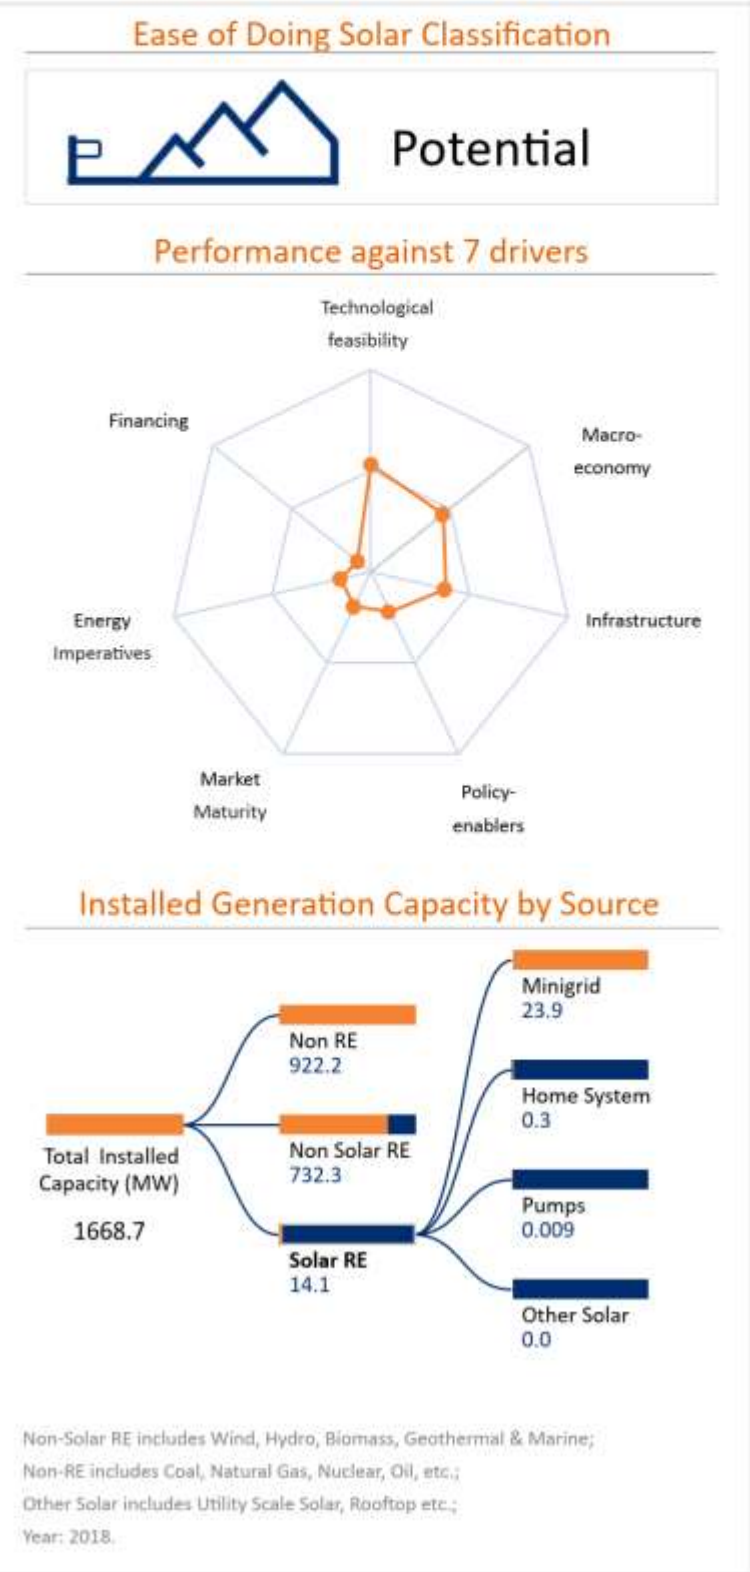 Ease of Doing Solar Classification
Potential
Performance against 7 drivers
Technological
feasibility
Financing
Macro-
economy
Energy
Imperatives
Infrastructure
Market
Maturity
Policy-
enablers
Installed Generation Capacity by Source
Total Installed
Capacity (MW)
1668.7
Non RE
922.2
Non Solar RE
732.3
Solar RE
14.1
Minigrid
23.9
Home System
0.3
Pumps
0.009
Other Solar
0.0
Non-Solar RE includes Wind, Hydro, Biomass, Geothermal & Marine;
Non-RE includes Coal, Natural Gas, Nuclear, Oil, etc.;
Other Solar includes Utility Scale Solar, Rooftop etc.;
Year: 2018.